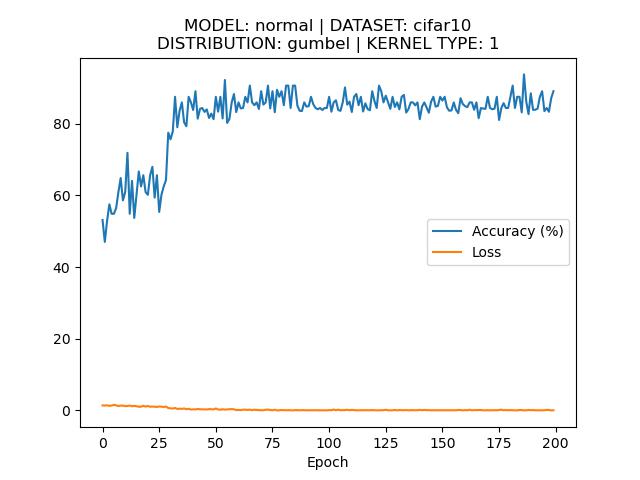 MODEL: normal | DATASET: cifar10
DISTRIBUTION: gumbel | KERNEL TYPE: 1
80
60
40
20
0
Accuracy (%)
Loss
0 25 50 75 100 125 150 175 200
Epoch